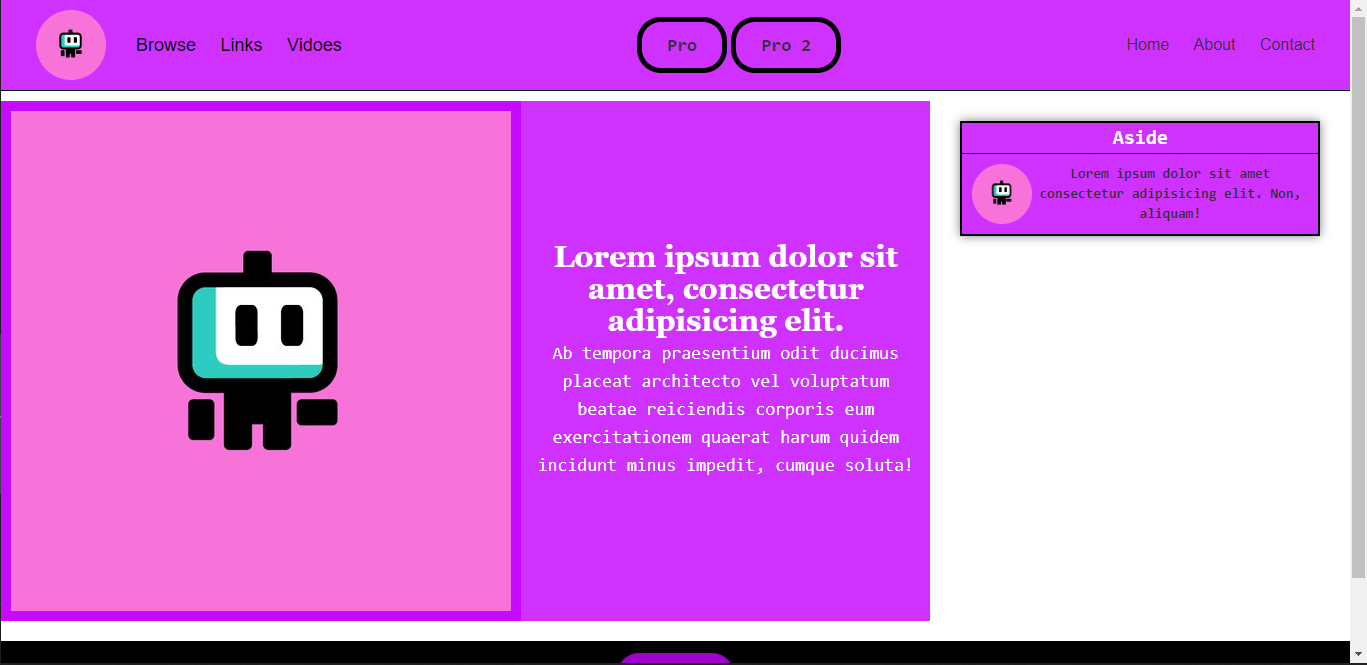 Browse Links Vidoes
Pro Pro 2
Home About Contact
Lorem ipsum dolor sit
amet, consectetur
adipisicing elit.
Ab tempora praesentium odit ducimus
placeat architecto vel voluptatum
beatae reiciendis corporis eum
exercitationem quaerat harum quidem
incidunt minus impedit, cumque soluta!
Aside
Lorem ipsum dolor sit amet
consectetur adipisicing elit. Non,
aliquam!